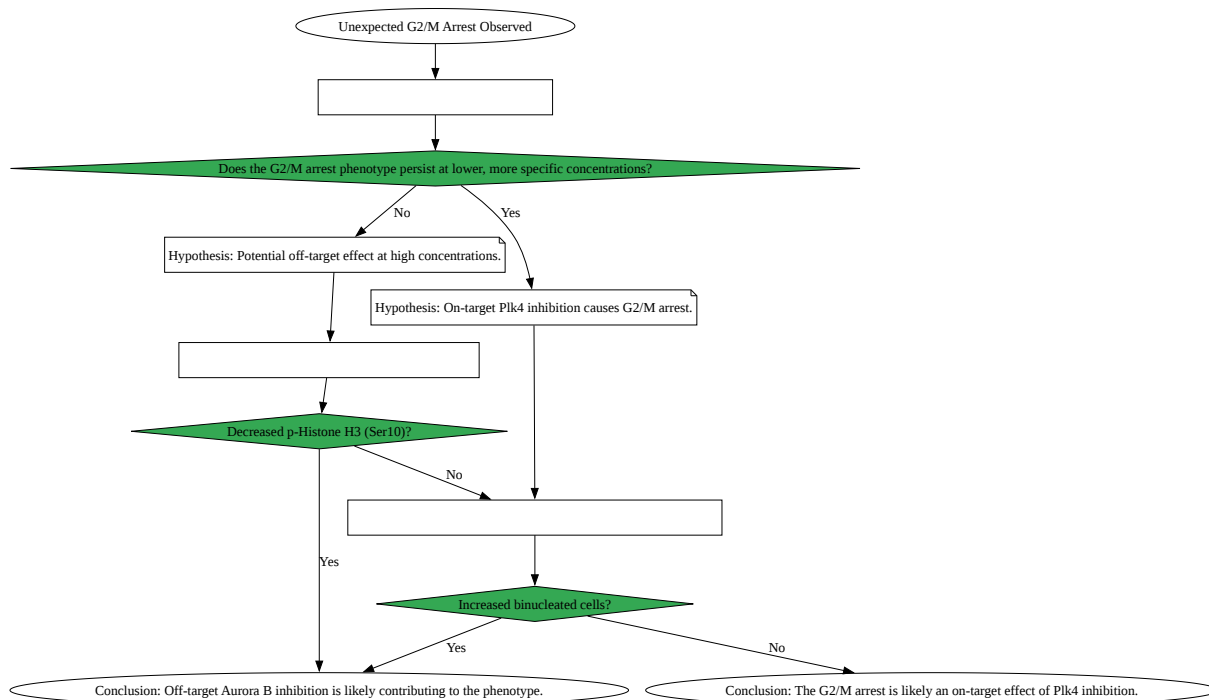 Unexpected G2/M Arrest Observed
Does the G2/M arrest phenotype persist at lower, more specific concentrations?
No
Yes
Hypothesis: Potential off-target effect at high concentrations.
Hypothesis: On-target Plk4 inhibition causes G2/M arrest.
Decreased p-Histone H3 (Ser10)?
No
Yes
Increased binucleated cells?
Yes
No
Conclusion: Off-target Aurora B inhibition is likely contributing to the phenotype.
Conclusion: The G2/M arrest is likely an on-target effect of Plk4 inhibition.